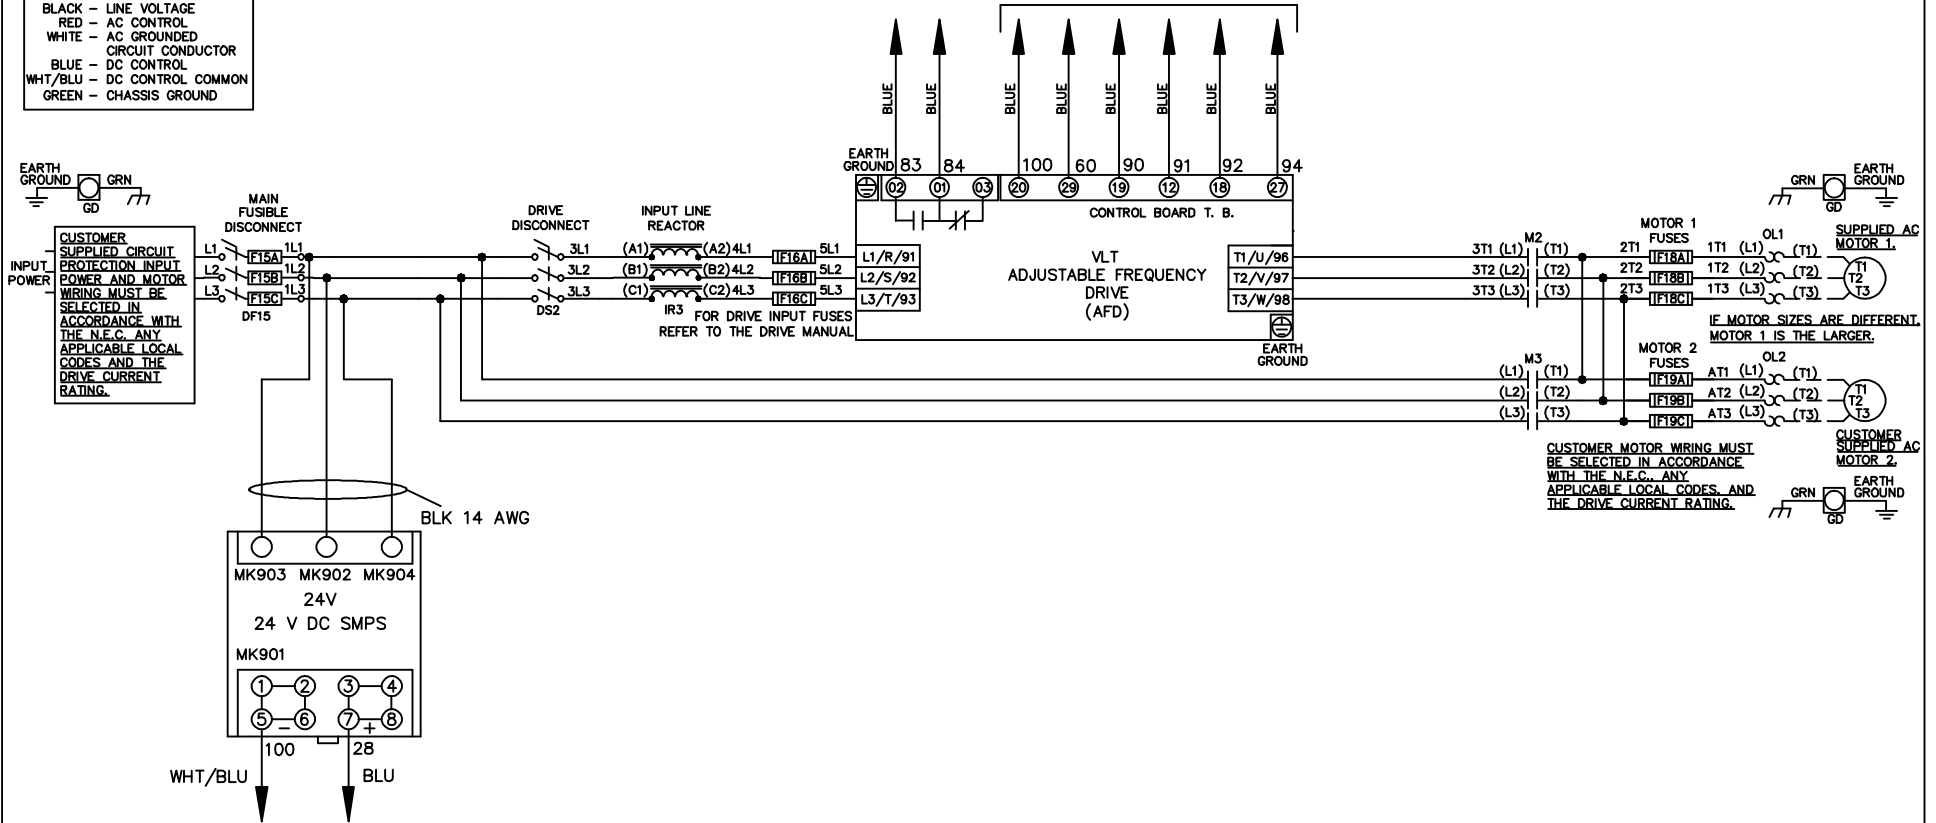 BLACK – LINE VOLTAGE
RED – AC CONTROL
WHITE – AC GROUNDED
CIRCUIT CONDUCTOR
BLUE – DC CONTROL
WHT/BLU – DC CONTROL COMMON
GREEN – CHASSIS GROUND
BLUE BLUE BLUE BLUE BLUE BLUE BLUE BLUE
EARTH
GROUND
GRN
GD
EARTH
GROUND
83 84 100 60 90 91 92 94
02 01 03 20 29 19 12 18 27
CONTROL BOARD T. B.
GRN
EARTH
GROUND
GD
INPUT
POWER
CUSTOMER
SUPPLIED CIRCUIT
PROTECTION INPUT
POWER AND MOTOR
WIRING MUST BE
SELECTED IN
ACCORDANCE WITH
THE N.E.C. ANY
APPLICABLE LOCAL
CODES AND THE
DRIVE CURRENT
RATING.
MAIN
FUSIBLE
DISCONNECT
L1 F15A 1L1
L2 F15B 1L2
L3 F15C 1L3
DF15
DRIVE
DISCONNECT
3L1
3L2
3L3
DS2
INPUT LINE
REACTOR
(A1) (A2) 4L1 F16A 5L1
(B1) (B2) 4L2 F16B 5L2
(C1) (C2) 4L3 F16C 5L3
IR3
FOR DRIVE INPUT FUSES
REFER TO THE DRIVE MANUAL
L1/R/91
L2/S/92
L3/T/93
VLT
ADJUSTABLE FREQUENCY
DRIVE
(AFD)
T1/U/96
T2/V/97
T3/W/98
EARTH
GROUND
M2
3T1 (L1) (T1)
3T2 (L2) (T2)
3T3 (L3) (T3)
MOTOR 1
FUSES
2T1 F18A 1T1 (L1)
2T2 F18B 1T2 (L2)
2T3 F18C 1T3 (L3)
OL1
(T1)
(T2)
(T3)
SUPPLIED AC
MOTOR 1.
T1
T2
T3
IF MOTOR SIZES ARE DIFFERENT,
MOTOR 1 IS THE LARGER.
M3
(L1) (T1)
(L2) (T2)
(L3) (T3)
MOTOR 2
FUSES
F19A AT1 (L1)
F19B AT2 (L2)
F19C AT3 (L3)
OL2
(T1)
(T2)
(T3)
T1
T2
T3
CUSTOMER
SUPPLIED AC
MOTOR 2.
CUSTOMER MOTOR WIRING MUST
BE SELECTED IN ACCORDANCE
WITH THE N.E.C., ANY
APPLICABLE LOCAL CODES, AND
THE DRIVE CURRENT RATING.
GRN
EARTH
GROUND
GD
BLK 14 AWG
MK903 MK902 MK904
24V
24 V DC SMPS
MK901
1 2 3 4
5 – 6 7 + 8
100 28
WHT/BLU BLU